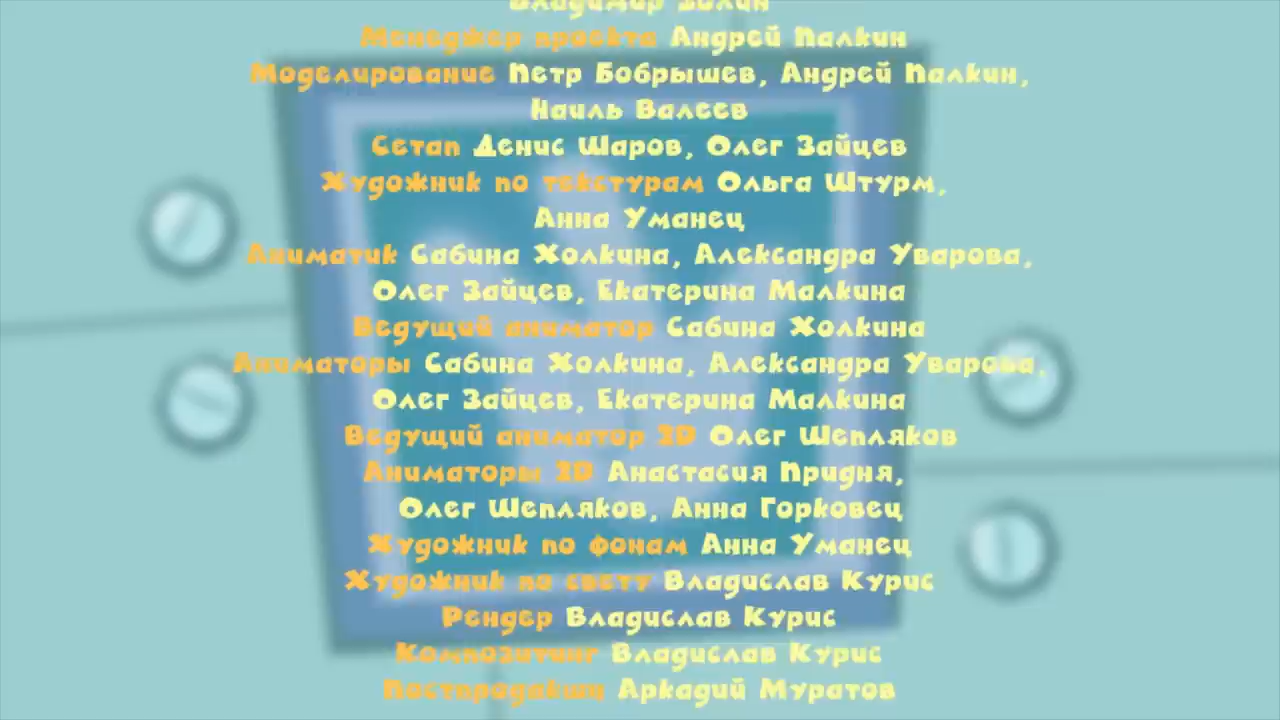 Владимир
Менеджер проекта Андрей Палкин
Моделирование Петр Бобрышев, Андрей Палкин,
Наиль Валеев
Сетап Денис Шаров, Олег Зайцев
Художник по текстурам Ольга Штурм,
Анна Уманец
Аниматик Сабина Холкина, Александра Уварова,
Олег Зайцев, Екатерина Малкина
Ведущий аниматор Сабина Холкина
Аниматоры Сабина Холкина, Александра Уварова,
Олег Зайцев, Екатерина Малкина
Ведущий аниматор 3D Олег Шепляков
Аниматоры 3D Анастасия Придня,
Олег Шепляков, Анна Горковец
Художник по фонам Анна Уманец
Художник по свету Владислав Курис
Рендер Владислав Курис
Композитинг Владислав Курис
Постпродакшн Аркадий Муратов